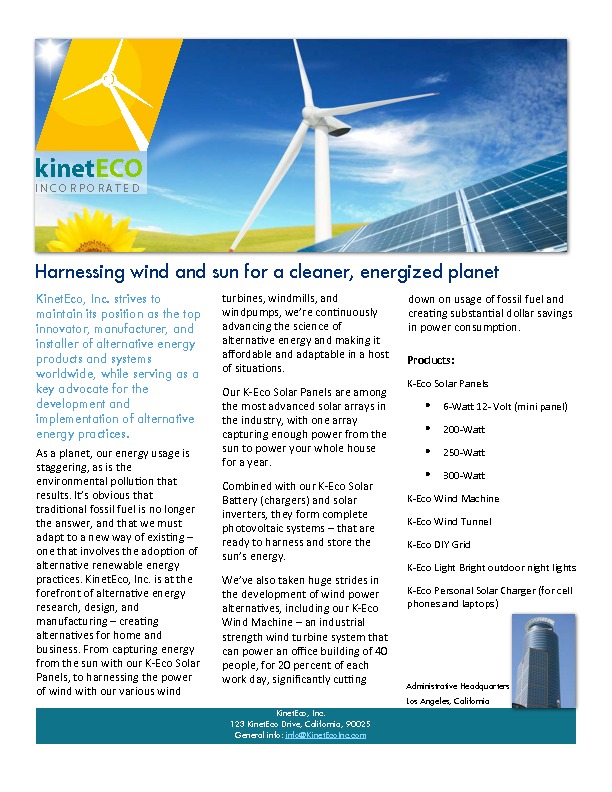 kinetECO
INCORPORATED
Harnessing wind and sun for a cleaner, energized planet
KinetEco, Inc. strives to
maintain its position as the top
innovator, manufacturer, and
installer of alternative energy
products and systems
worldwide, while serving as a
key advocate for the
development and
implementation of alternative
energy practices.
As a planet, our energy usage is
staggering, as is the
environmental pollution that
results. It's obvious that
traditional fossil fuel is no longer
the answer, and that we must
adapt to a new way of existing –
one that involves the adoption of
alternative renewable energy
practices. KinetEco, Inc. is at the
forefront of alternative energy
research, design, and
manufacturing – creating
alternatives for home and
business. From capturing energy
from the sun with our K-Eco Solar
Panels, to harnessing the power
of wind with our various wind
turbines, windmills, and
windpumps, we're continuously
advancing the science of
alternative energy and making it
affordable and adaptable in a host
of situations.
Our K-Eco Solar Panels are among
the most advanced solar arrays in
the industry, with one array
capturing enough power from the
sun to power your whole house
for a year.
Combined with our K-Eco Solar
Battery (chargers) and solar
inverters, they form complete
photovoltaic systems – that are
ready to harness and store the
sun's energy.
We've also taken huge strides in
the development of wind power
alternatives, including our K-Eco
Wind Machine – an industrial
strength wind turbine system that
can power an office building of 40
people, for 20 percent of each
work day, significantly cutting
down on usage of fossil fuel and
creating substantial dollar savings
in power consumption.
Products:
K-Eco Solar Panels
• 6-Watt 12- Volt (mini panel)
• 200-Watt
• 250-Watt
• 300-Watt
K-Eco Wind Machine
K-Eco Wind Tunnel
K-Eco DIY Grid
K-Eco Light Bright outdoor night lights
K-Eco Personal Solar Charger (for cell
phones and laptops)
Administrative Headquarters
Los Angeles, California
KinetEco, Inc.
123 KinetEco Drive, California, 90025
General info: info@KinetEcoInc.com